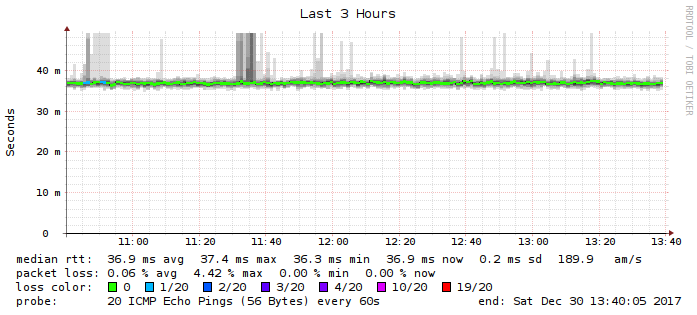 Last 3 Hours
RRDTOOL / TOBI OETIKER
Seconds
40 m
30 m
20 m
10 m
0
11:00 11:20 11:40 12:00 12:20 12:40 13:00 13:20 13:40
median rtt: 36.9 ms avg 37.4 ms max 36.3 ms min 36.9 ms now 0.2 ms sd 189.9 am/s
packet loss: 0.06 % avg 4.42 % max 0.00 % min 0.00 % now
loss color: 0 1/20 2/20 3/20 4/20 10/20 19/20
probe: 20 ICMP Echo Pings (56 Bytes) every 60s end: Sat Dec 30 13:40:05 2017